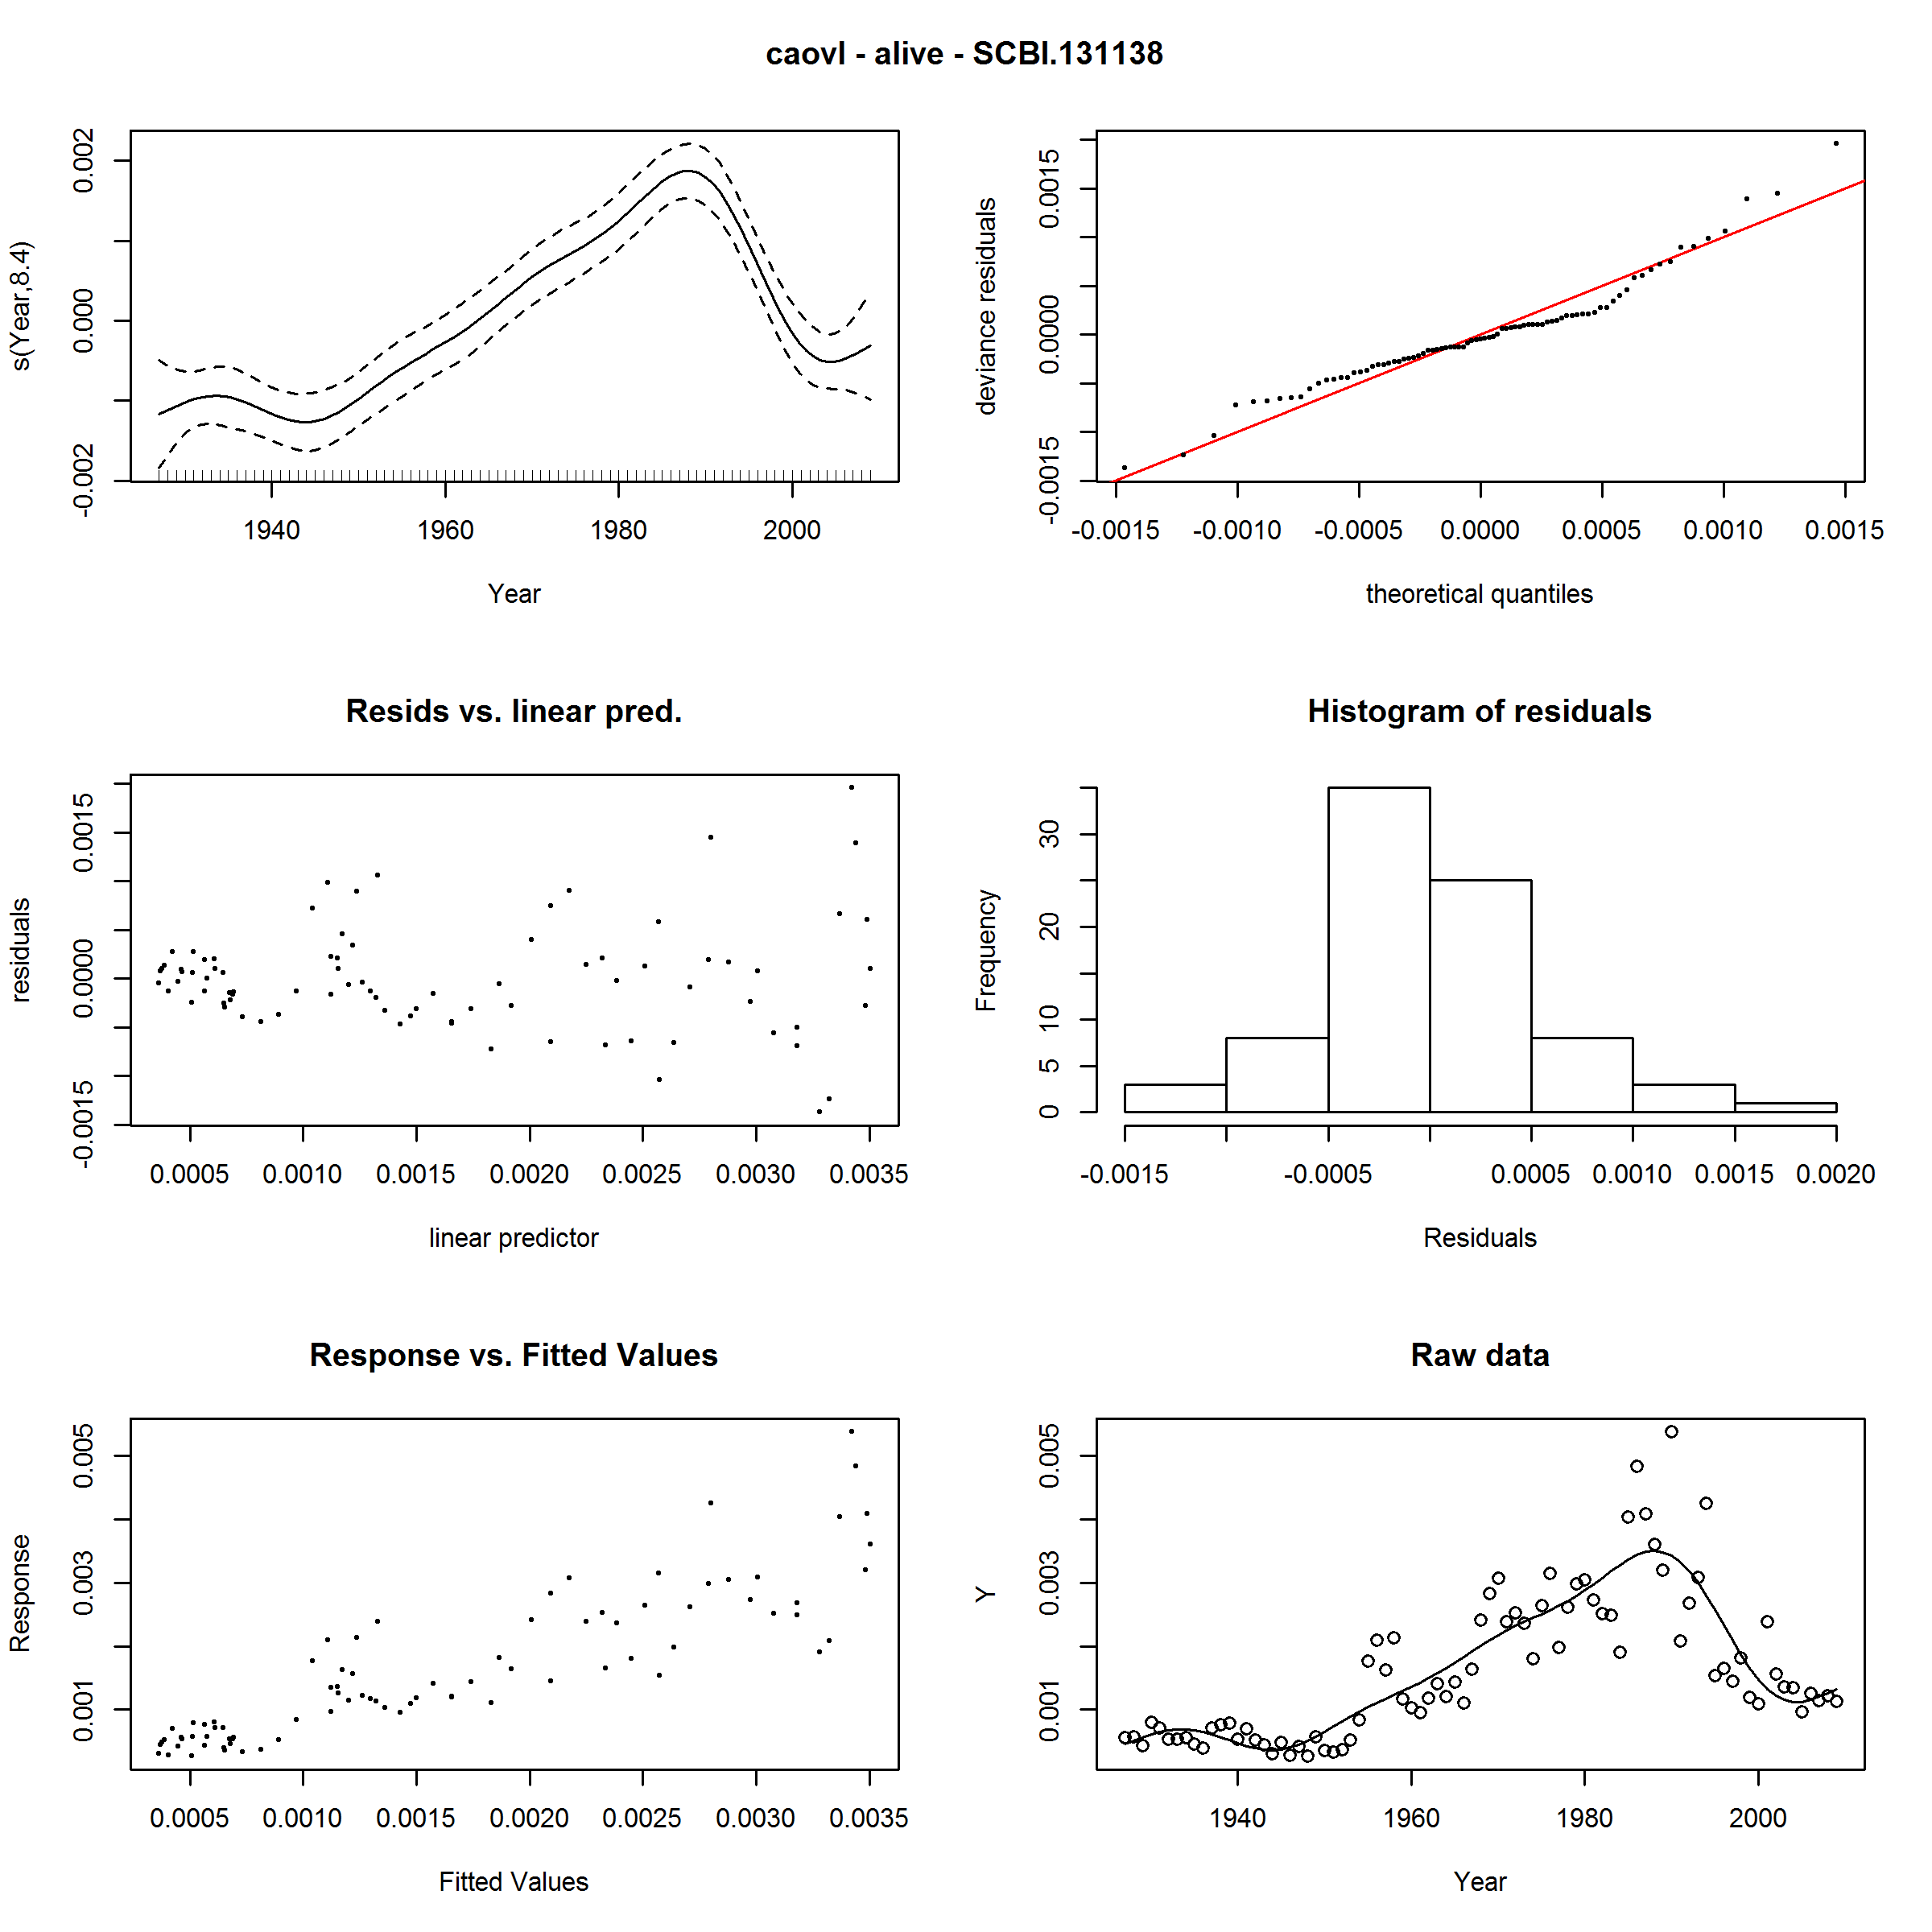 caovl - alive - SCBI.131138
s(Year,8.4)
-0.002 0.000 0.002
1940 1960 1980 2000
Year
deviance residuals
-0.0015 0.0000 0.0015
-0.0015 -0.0010 -0.0005 0.0000 0.0005 0.0010 0.0015
theoretical quantiles
Resids vs. linear pred.
residuals
-0.0015 0.0000 0.0015
0.0005 0.0010 0.0015 0.0020 0.0025 0.0030 0.0035
linear predictor
Histogram of residuals
Frequency
0 5 10 20 30
-0.0015 -0.0005 0.0005 0.0010 0.0015 0.0020
Residuals
Response vs. Fitted Values
Response
0.001 0.003 0.005
0.0005 0.0010 0.0015 0.0020 0.0025 0.0030 0.0035
Fitted Values
Raw data
Y
0.001 0.003 0.005
1940 1960 1980 2000
Year